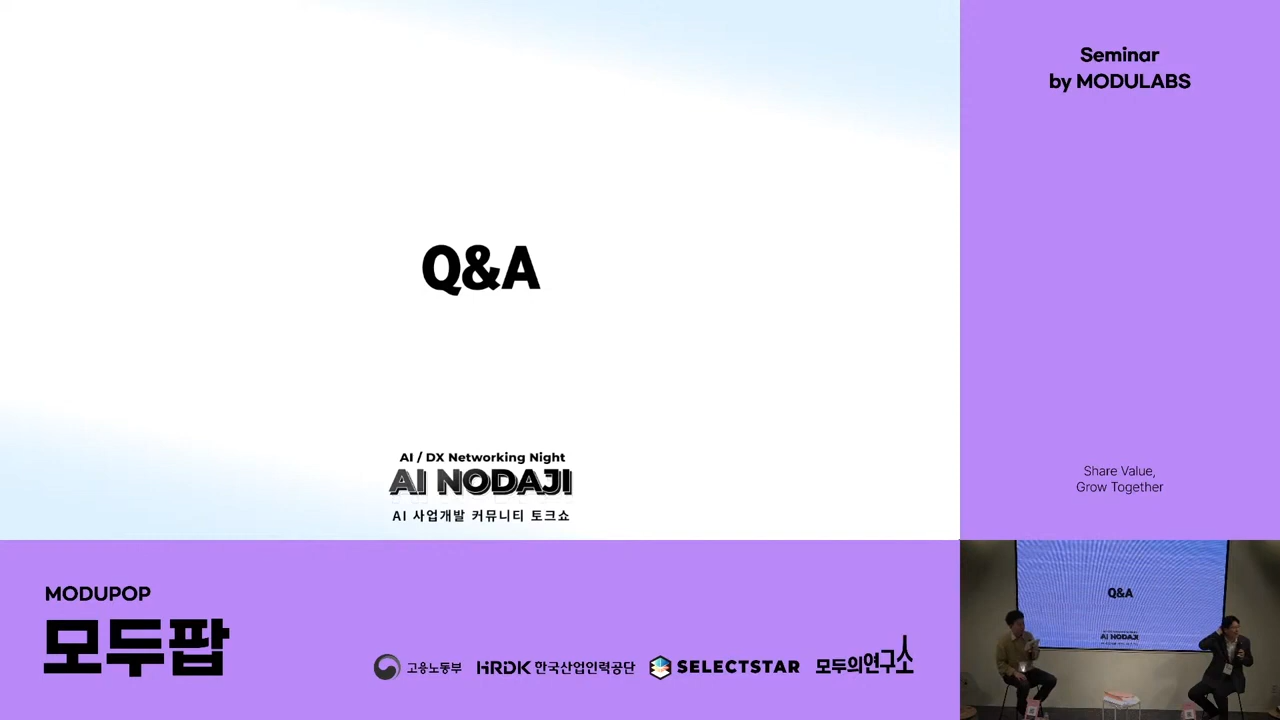 Q&A
AI / DX Networking Night
AI NODAJI
AI 사업개발 커뮤니티 토크쇼
Seminar
by MODULABS
Share Value,
Grow Together
MODUPOP
모두팝
고용노동부
HRDK 한국산업인력공단
SELECTSTAR
모두의연구소
Q&A
AI NODAJI